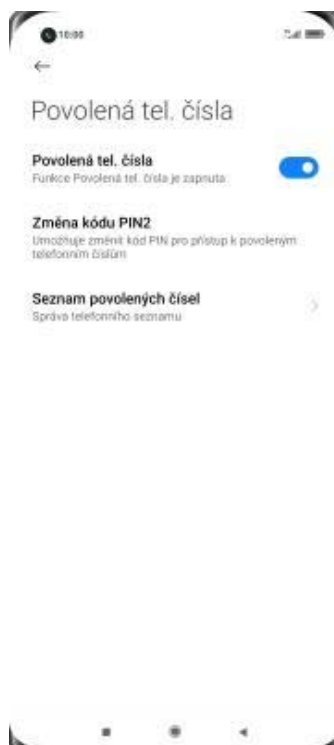 10:00
Povolená tel. čísla
Povolená tel. čísla
Funkce Povolená tel. čísla je zapnuta
Změna kódu PIN2
Umožňuje změnit kód PIN pro přístup k povoleným
telefonním číslům
Seznam povolených čísel
Správa telefonního seznamu